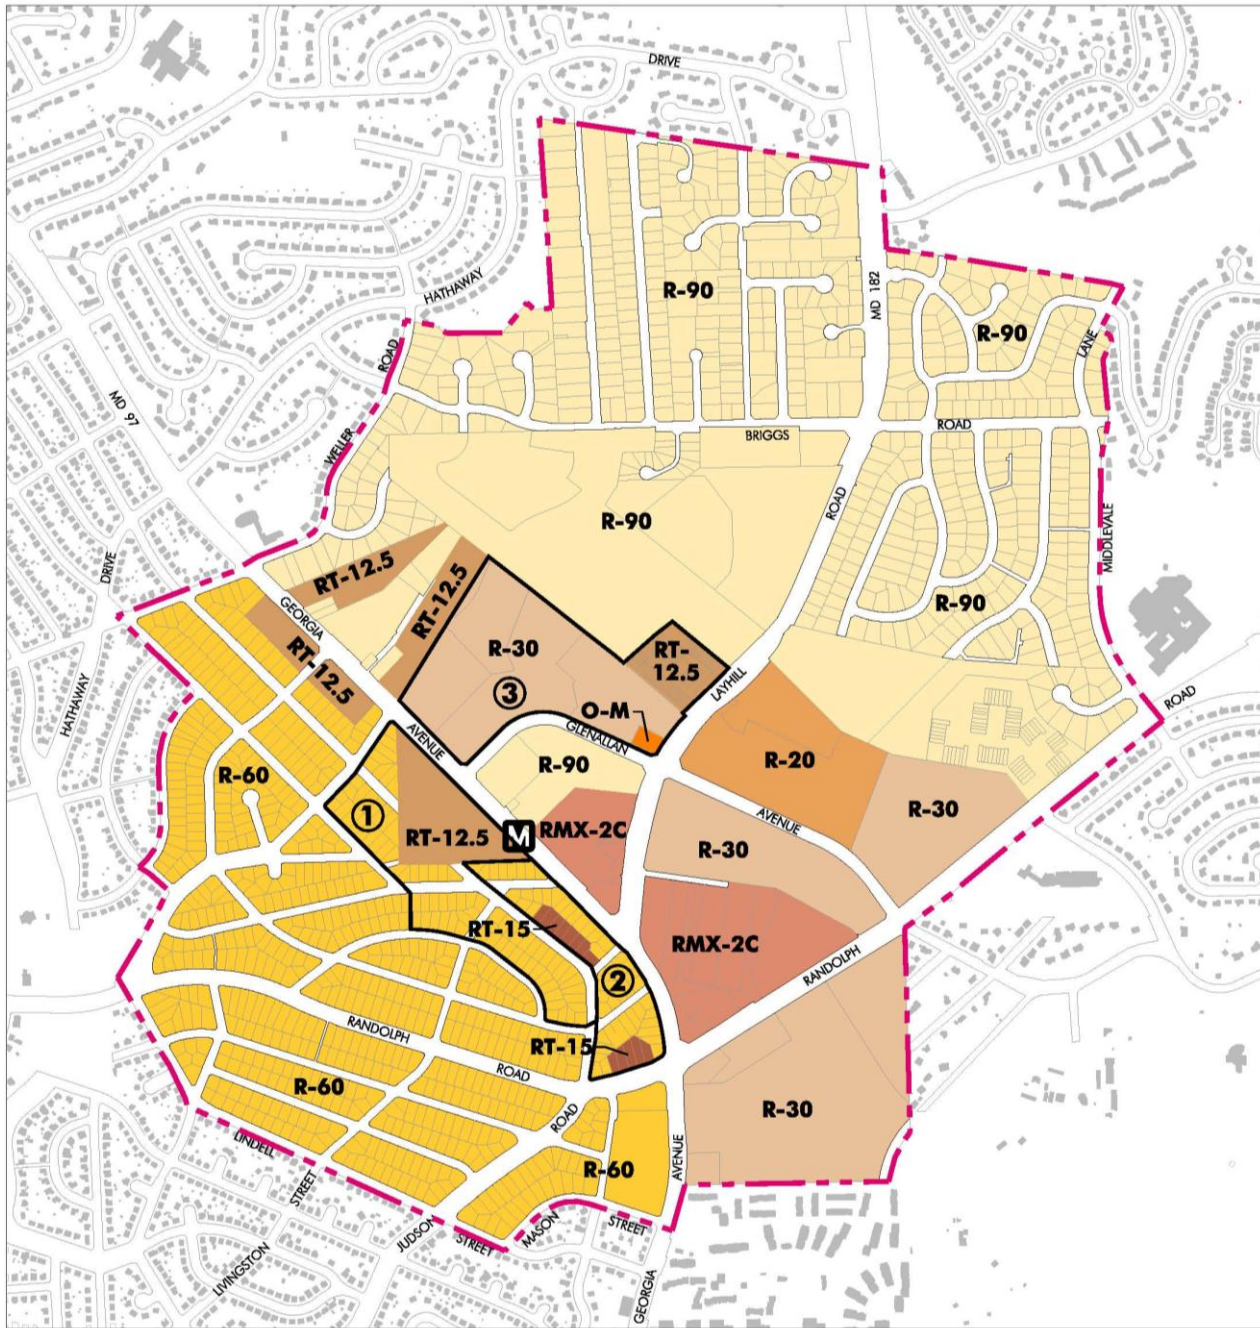 DRIVE
HATHAWAY
R-90
MD 182
R-90
ROAD
LANE
MD 97
WELLER
BRIGGS
ROAD
ROAD
R-90
MIDDLEVALE
DRIVE
RT-12.5
RT-12.5
GEORGIA
R-90
R-30
RT-
12.5
RT-12.5
HATHAWAY
3
LAYHILL
ROAD
O-M
AVENUE
GLENALLAN
R-60
R-90
R-20
1
RT-12.5
M
RMX-2C
AVENUE
R-30
R-30
RT-15
RMX-2C
RANDOLPH
2
RANDOLPH
RT-15
ROAD
R-60
ROAD
R-30
LINDELL
AVENUE
R-60
STREET
JUDSON
STREET
MASON
STREET
LIVINGSTON
GEORGIA